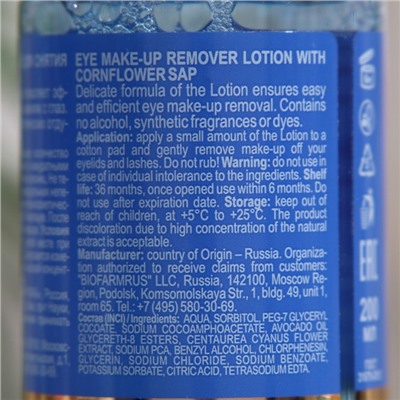 EYE MAKE-UP REMOVER LOTION WITH
CORNFLOWER SAP
Delicate formula of the Lotion ensures easy
and efficient eye make-up removal. Contains
no alcohol, synthetic fragrances or dyes.
Application: apply a small amount of the Lotion to a
cotton pad and gently remove make-up off your
eyelids and lashes. Do not rub! Warning: do not use in
case of individual intolerance to the ingredients. Shelf
life: 36 months, once opened use within 6 months. Do
not use after expiration date. Storage: keep out of
reach of children, at +5°C to +25°C. The product
discoloration due to high concentration of the natural
extract is acceptable.
Manufacturer: country of Origin – Russia. Organiza-
tion authorized to receive claims from customers:
"BIOFARMRUS" LLC, Russia, 142100, Moscow Re-
gion, Podolsk, Komsomolskaya Str., 1, bldg. 49, unit 1,
room 65. Tel.: +7 (495) 580-30-69.
Состав (INCI) / Ingredients: AQUA, SORBITOL, PEG-7 GLYCERYL
COCOATE, SODIUM COCOAMPHOACETATE, AVOCADO OIL
GLYCERETH-8 ESTERS, CENTAUREA CYANUS FLOWER
EXTRACT, SODIUM PCA, BENZYL ALCOHOL, CHLORPHENESIN,
GLYCERIN, SODIUM CHLORIDE, SODIUM BENZOATE,
POTASSIUM SORBATE, CITRIC ACID, TETRASODIUM EDTA.
EAC
200
МЛ